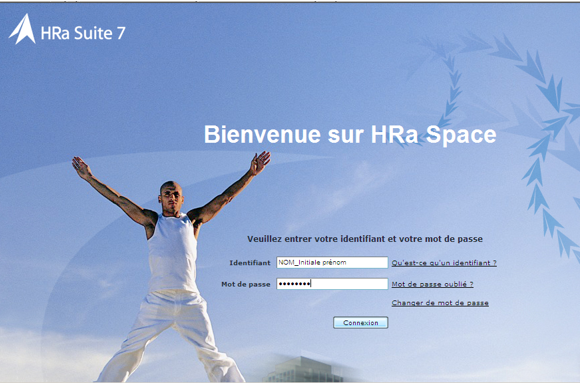 HRa Suite 7
Bienvenue sur HRa Space
Veuillez entrer votre identifiant et votre mot de passe
Identifiant NOM_Initiale prénom Qu'est-ce qu'un identifiant ?
Mot de passe •••••••• Mot de passe oublié ?
Changer de mot de passe
Connexion